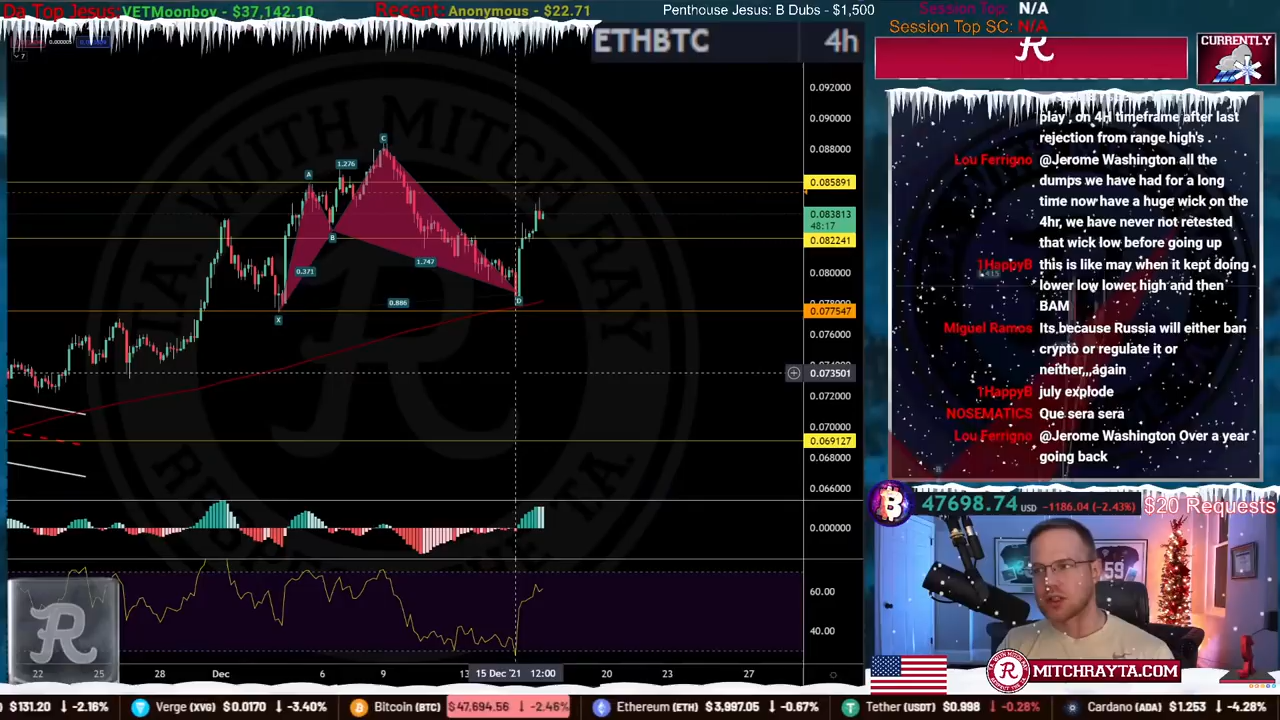 Da Top Jesus: VETMoonboy - $37,142.10
Recent: Anonymous - $22.71
Penthouse Jesus: B Dubs - $1,500
Session Top: N/A
Session Top SC: N/A
ETHBTC 4h
R
CURRENTLY
7
0.092000
0.090000
0.088000
0.085891
0.083813
48:17
0.082241
0.080000
0.077547
0.076000
0.073501
0.072000
0.070000
0.069127
0.068000
0.066000
0.000000
60.00
40.00
C
A
1.276
B
0.371
1.747
0.886
X
D
T.A. WITH MITCH RAY
22 25 28 Dec 6 9 13 15 Dec '21 12:00 20 23 27
R
play , on 4hr timeframe after last
rejection from range high's .
Lou Ferrigno @Jerome Washington all the
dumps we have had for a long
time now have a huge wick on the
4hr, we have never not retested
that wick low before going up
THappyB this is like may when it kept doing
lower low lower high and then
BAM
Miguel Ramos Its because Russia will either ban
crypto or regulate it or
neither,,,again
THappyB july explode
NOSEMATICS Que sera sera
Lou Ferrigno @Jerome Washington Over a year
going back
47698.74 USD -1186.04 (-2.43%) $20 Requests
59
R MITCHRAYTA.COM
$131.20 ↓ -2.16% Verge (XVG) $0.0170 ↓ -3.40% Bitcoin (BTC) $47,694.56 ↓ -2.46% Ethereum (ETH) $3,997.05 ↓ -0.67% Tether (USDT) $0.998 ↓ -0.28% Cardano (ADA) $1.253 ↓ -4.28%